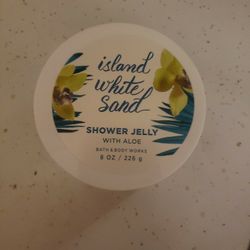 island
white
Sand
SHOWER JELLY
WITH ALOE
BATH & BODY WORKS
8 OZ / 226 g